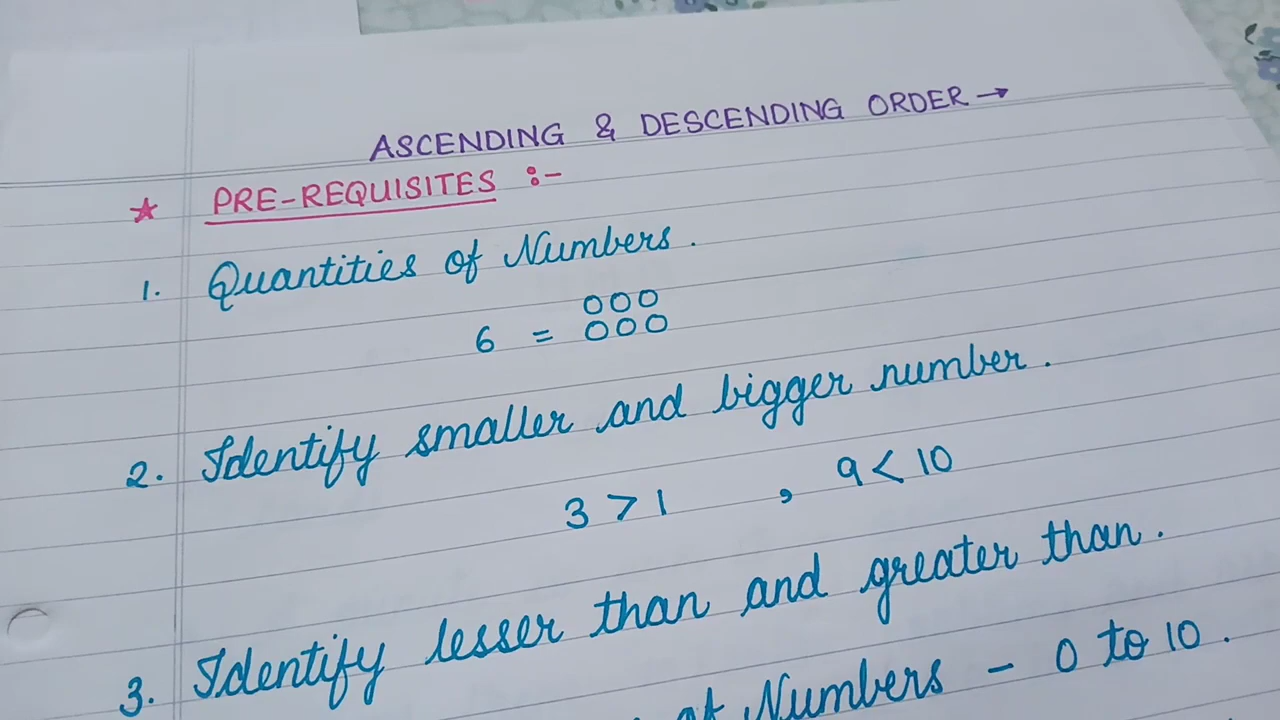 ASCENDING & DESCENDING ORDER →
★ PRE-REQUISITES :-
1. Quantities of Numbers.
000
6 = 000
2. Identify smaller and bigger number.
3 > 1 , 9 < 10
3. Identify lesser than and greater than.
of Numbers - 0 to 10.